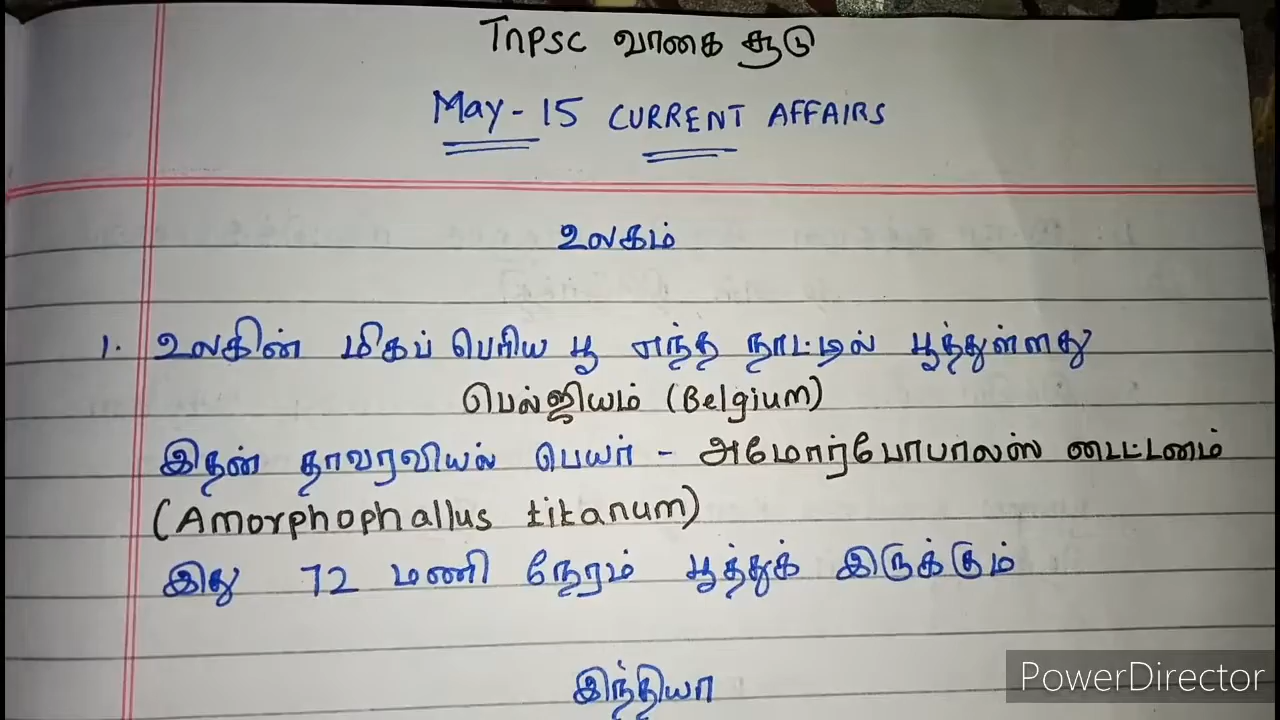 Tnpsc வாகை சூடு
May - 15 CURRENT AFFAIRS
உலகம்
1. உலகின் மிகப் பெரிய பூ எந்த நாட்டில் பூத்துள்ளது
பெல்ஜியம் (Belgium)
இதன் தாவரவியல் பெயர் - அமோர்போபாலஸ் டைட்டனம்
(Amorphophallus titanum)
இது 72 மணி நேரம் பூத்துக் இருக்கும்
இந்தியா
PowerDirector